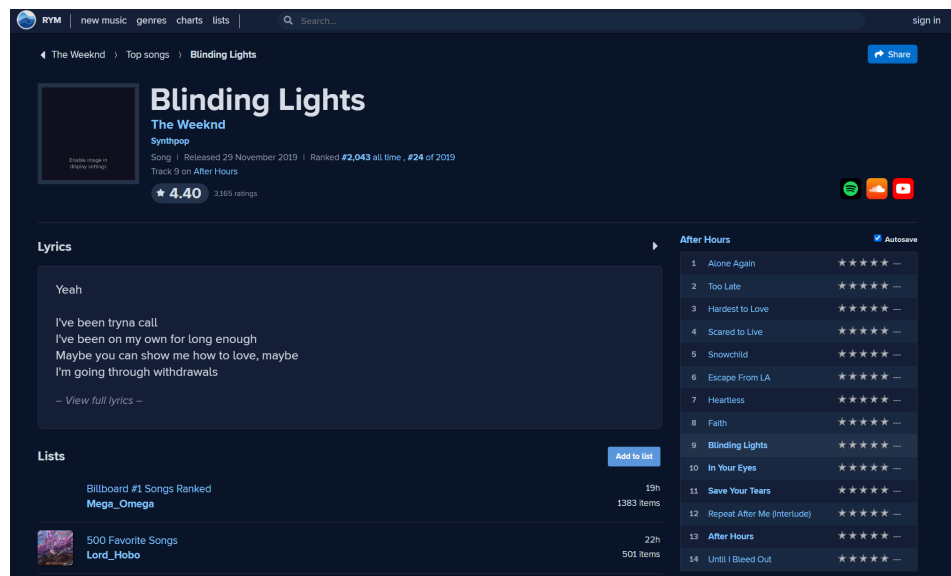 RYM new music genres charts lists Search... sign in
The Weeknd › Top songs › Blinding Lights
Share
Enable image in
display settings
Blinding Lights
The Weeknd
Synthpop
Song | Released 29 November 2019 | Ranked #2,043 all time , #24 of 2019
Track 9 on After Hours
★ 4.40 3,165 ratings
Lyrics
Yeah
I've been tryna call
I've been on my own for long enough
Maybe you can show me how to love, maybe
I'm going through withdrawals
– View full lyrics –
Lists
Add to list
Billboard #1 Songs Ranked 19h
Mega_Omega 1383 items
500 Favorite Songs 22h
Lord_Hobo 501 items
After Hours Autosave
1 Alone Again ★★★★★ ---
2 Too Late ★★★★★ ---
3 Hardest to Love ★★★★★ ---
4 Scared to Live ★★★★★ ---
5 Snowchild ★★★★★ ---
6 Escape From LA ★★★★★ ---
7 Heartless ★★★★★ ---
8 Faith ★★★★★ ---
9 Blinding Lights ★★★★★ ---
10 In Your Eyes ★★★★★ ---
11 Save Your Tears ★★★★★ ---
12 Repeat After Me (Interlude) ★★★★★ ---
13 After Hours ★★★★★ ---
14 Until I Bleed Out ★★★★★ ---